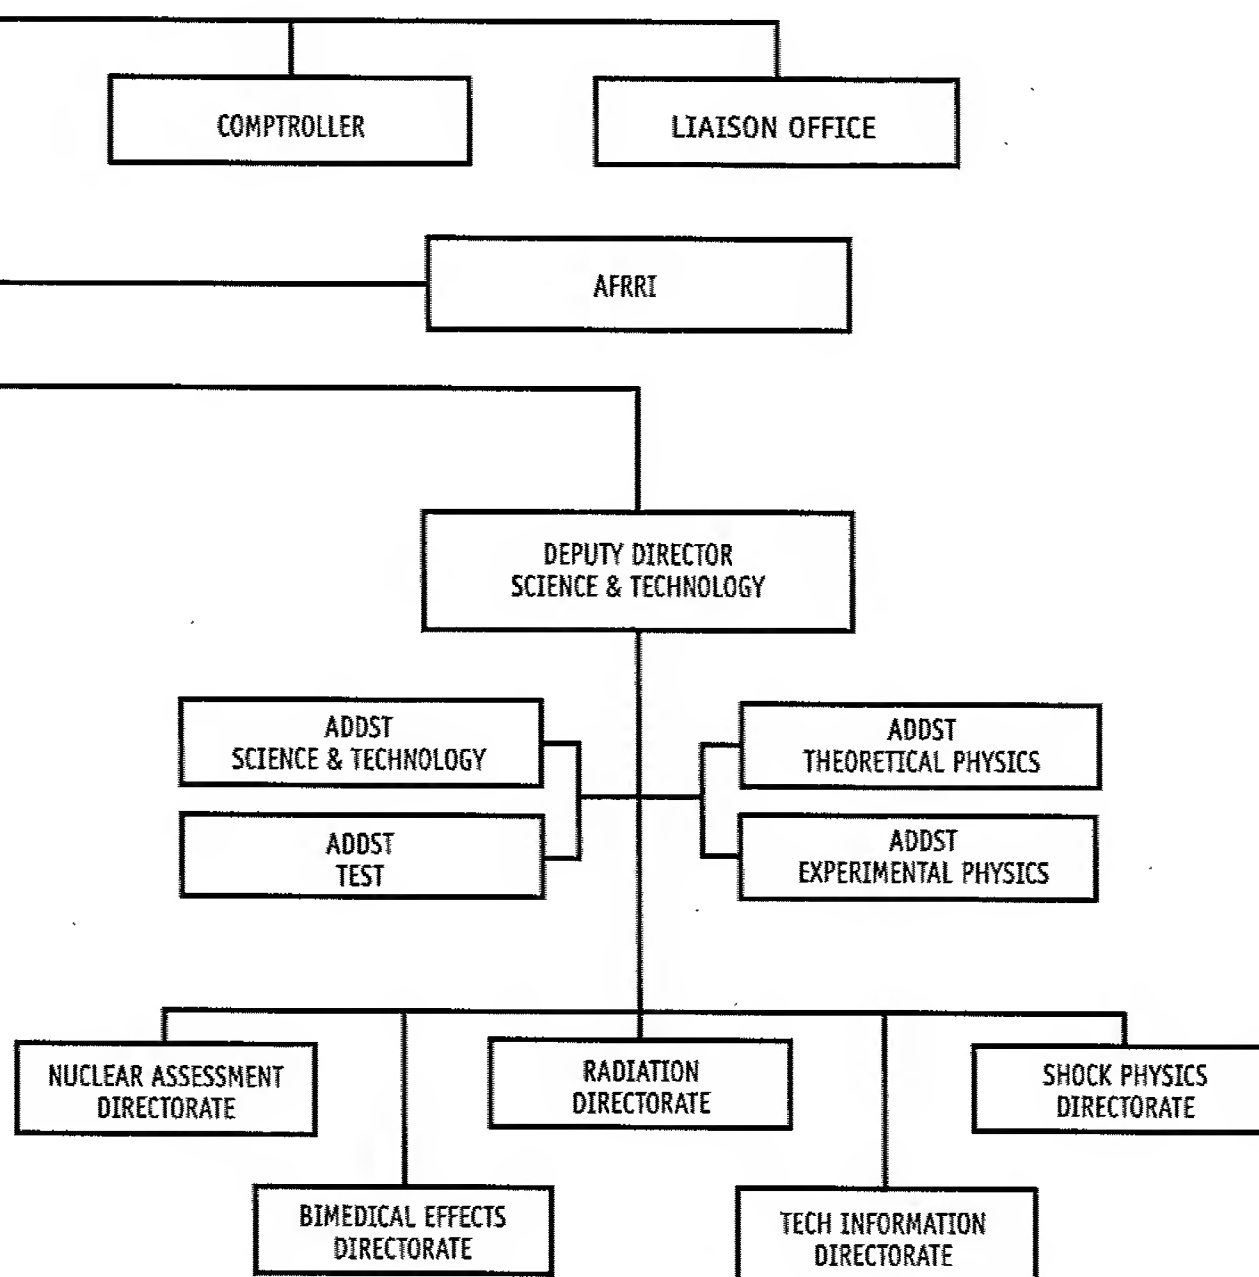 COMPTROLLER
LIAISON OFFICE
AFRRI
DEPUTY DIRECTOR
SCIENCE & TECHNOLOGY
ADDST
SCIENCE & TECHNOLOGY
ADDST
THEORETICAL PHYSICS
ADDST
TEST
ADDST
EXPERIMENTAL PHYSICS
NUCLEAR ASSESSMENT
DIRECTORATE
RADIATION
DIRECTORATE
SHOCK PHYSICS
DIRECTORATE
BIMEDICAL EFFECTS
DIRECTORATE
TECH INFORMATION
DIRECTORATE